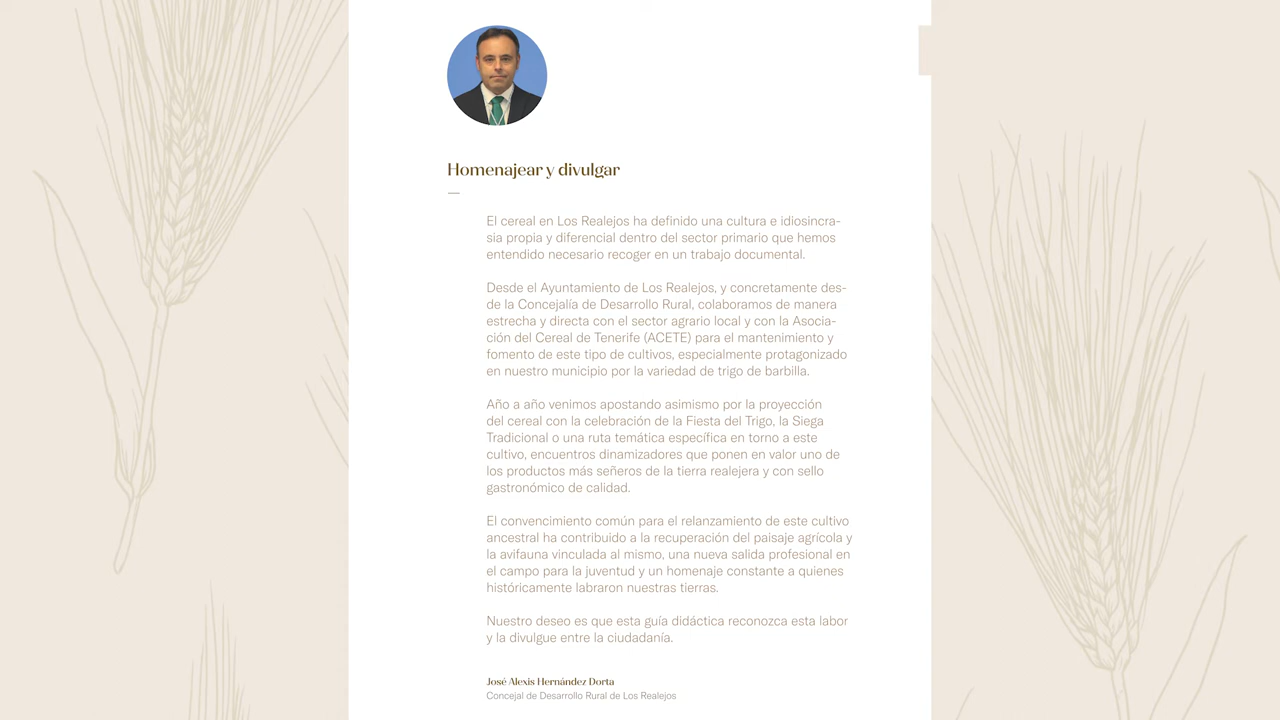 Homenajear y divulgar
El cereal en Los Realejos ha definido una cultura e idiosincra-
sia propia y diferencial dentro del sector primario que hemos
entendido necesario recoger en un trabajo documental.
Desde el Ayuntamiento de Los Realejos, y concretamente des-
de la Concejalía de Desarrollo Rural, colaboramos de manera
estrecha y directa con el sector agrario local y con la Asocia-
ción del Cereal de Tenerife (ACETE) para el mantenimiento y
fomento de este tipo de cultivos, especialmente protagonizado
en nuestro municipio por la variedad de trigo de barbilla.
Año a año venimos apostando asimismo por la proyección
del cereal con la celebración de la Fiesta del Trigo, la Siega
Tradicional o una ruta temática específica en torno a este
cultivo, encuentros dinamizadores que ponen en valor uno de
los productos más señeros de la tierra realejera y con sello
gastronómico de calidad.
El convencimiento común para el relanzamiento de este cultivo
ancestral ha contribuido a la recuperación del paisaje agrícola y
la avifauna vinculada al mismo, una nueva salida profesional en
el campo para la juventud y un homenaje constante a quienes
históricamente labraron nuestras tierras.
Nuestro deseo es que esta guía didáctica reconozca esta labor
y la divulgue entre la ciudadanía.
José Alexis Hernández Dorta
Concejal de Desarrollo Rural de Los Realejos